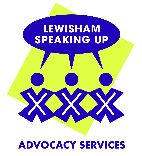 LEWISHAM
SPEAKING UP
ADVOCACY SERVICES